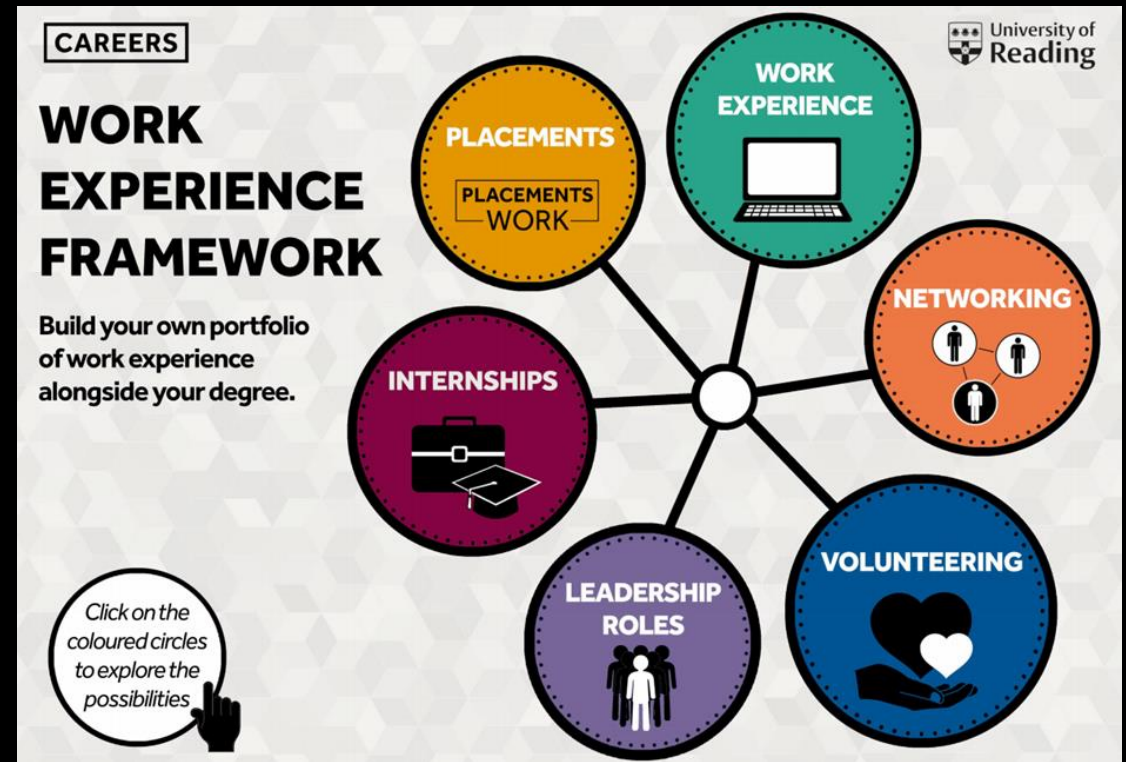 CAREERS
University of
Reading
WORK
EXPERIENCE
FRAMEWORK
Build your own portfolio
of work experience
alongside your degree.
PLACEMENTS
PLACEMENTS
WORK
WORK
EXPERIENCE
NETWORKING
INTERNSHIPS
VOLUNTEERING
LEADERSHIP
ROLES
Click on the
coloured circles
to explore the
possibilities